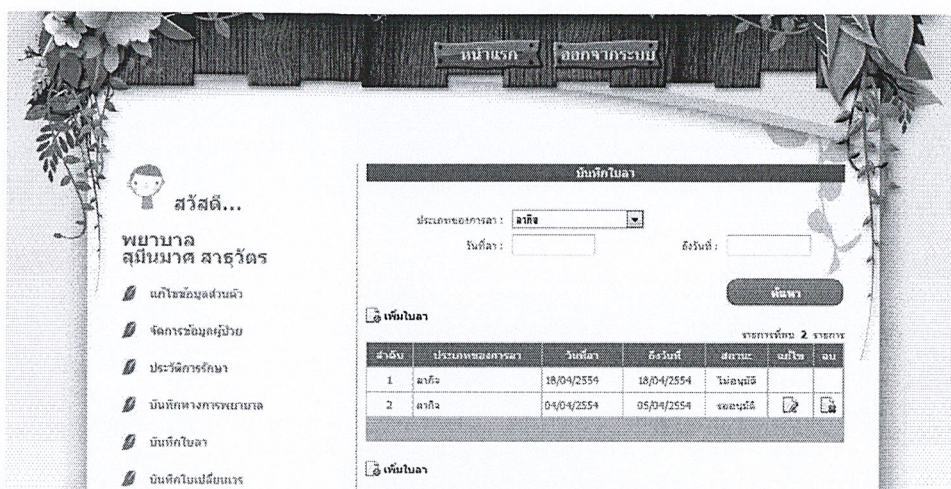 หน้าแรก ออกจากระบบ
สวัสดี...
พยาบาล
สุมีนมาศ สาธุวัตร
แก้ไขข้อมูลส่วนตัว
จัดการข้อมูลผู้ป่วย
ประวัติการรักษา
บันทึกทางการพยาบาล
บันทึกใบลา
บันทึกใบเปลี่ยนเวร
บันทึกใบลา
ประเภทของการลา : ลากิจ
วันที่ลา : ถึงวันที่ :
ค้นหา
เพิ่มใบลา
รายการที่พบ 2 รายการ
ลำดับ ประเภทของการลา วันที่ลา ถึงวันที่ สถานะ แก้ไข ลบ
1 ลากิจ 18/04/2554 18/04/2554 ไม่อนุมัติ
2 ลากิจ 04/04/2554 05/04/2554 รออนุมัติ
เพิ่มใบลา